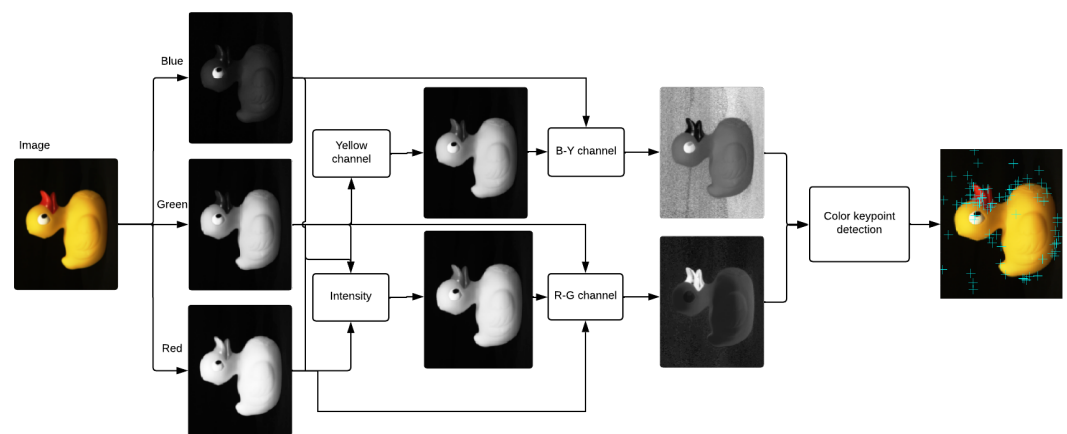 Image
Blue
Green
Red
Yellow
channel
Intensity
B-Y channel
R-G channel
Color keypoint
detection